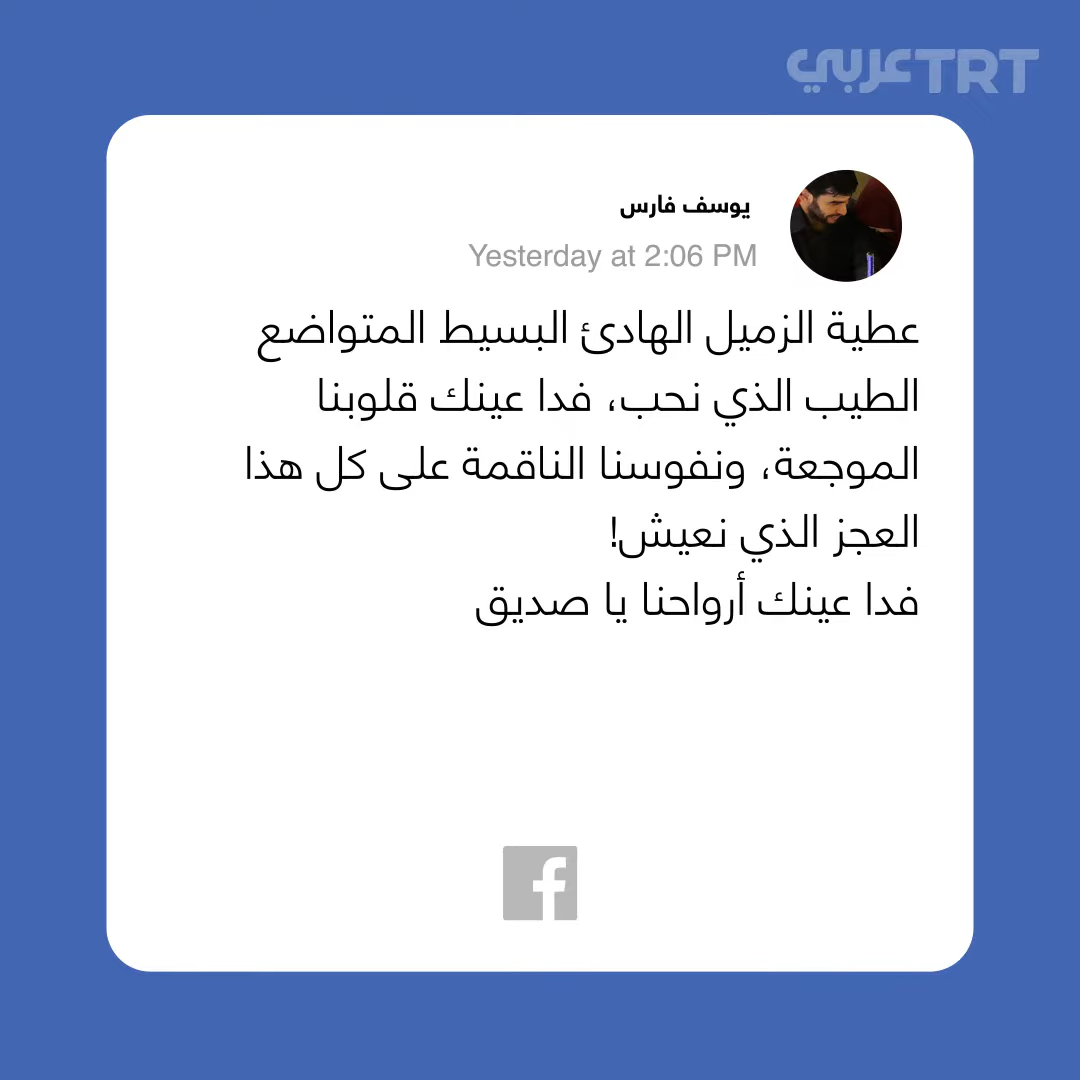 TRT عربي
يوسف فارس
Yesterday at 2:06 PM
عطية الزميل الهادئ البسيط المتواضع
الطيب الذي نحب، فدا عينك قلوبنا
الموجعة، ونفوسنا الناقمة على كل هذا
العجز الذي نعيش!
فدا عينك أرواحنا يا صديق
f